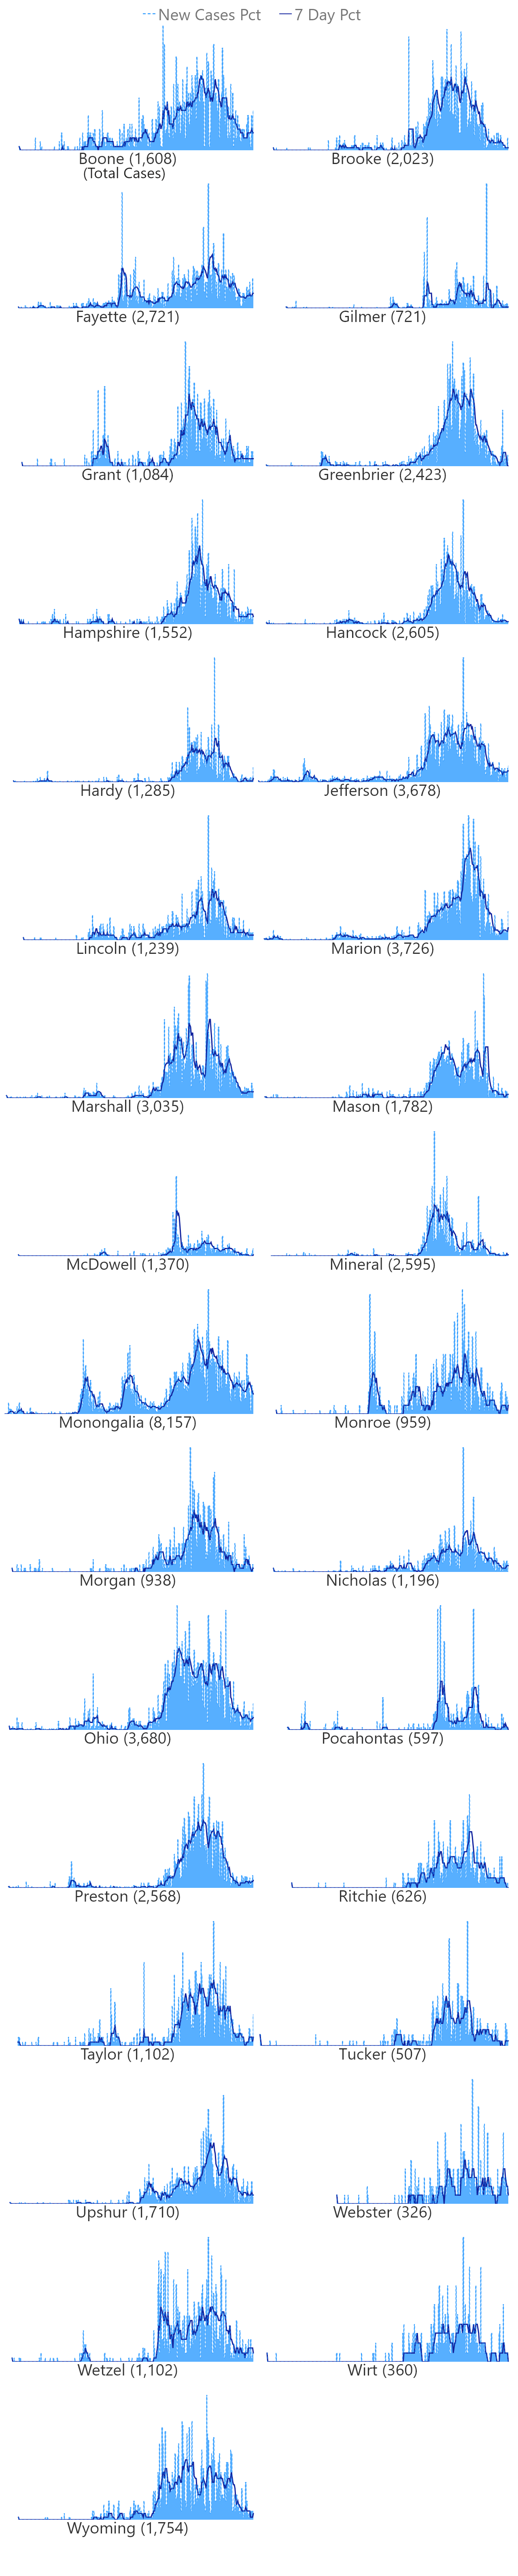 New Cases Pct 7 Day Pct
Boone (1,608) Brooke (2,023)
(Total Cases)
Fayette (2,721) Gilmer (721)
Grant (1,084) Greenbrier (2,423)
Hampshire (1,552) Hancock (2,605)
Hardy (1,285) Jefferson (3,678)
Lincoln (1,239) Marion (3,726)
Marshall (3,035) Mason (1,782)
McDowell (1,370) Mineral (2,595)
Monongalia (8,157) Monroe (959)
Morgan (938) Nicholas (1,196)
Ohio (3,680) Pocahontas (597)
Preston (2,568) Ritchie (626)
Taylor (1,102) Tucker (507)
Upshur (1,710) Webster (326)
Wetzel (1,102) Wirt (360)
Wyoming (1,754)